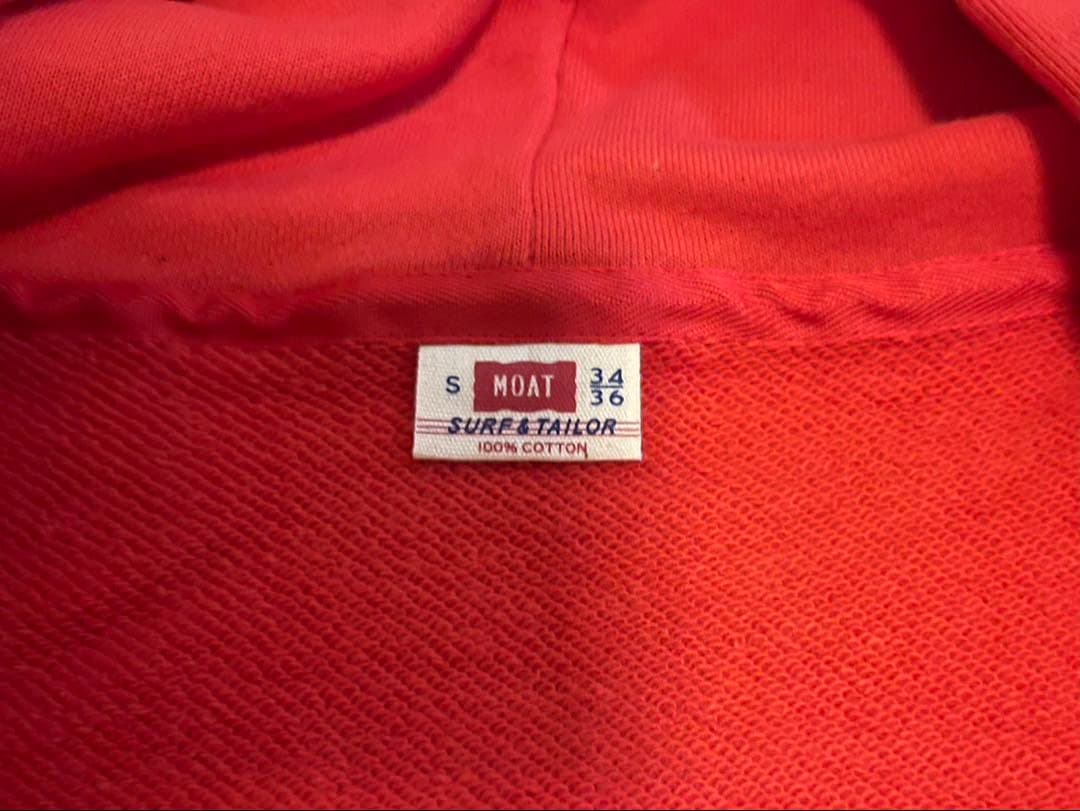 S MOAT 34
36
SURF & TAILOR
100% COTTON